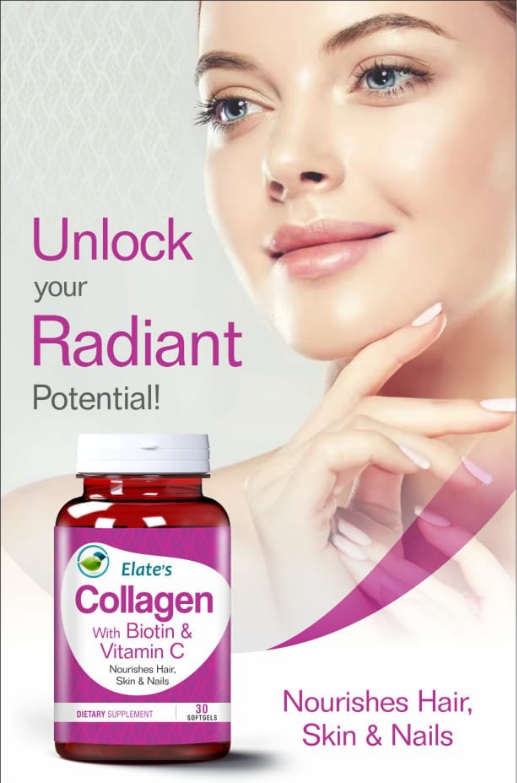 Unlock
your
Radiant
Potential!
Elate's
Collagen
With Biotin &
Vitamin C
Nourishes Hair,
Skin & Nails
DIETARY SUPPLEMENT
30
SOFTGELS
Nourishes Hair,
Skin & Nails